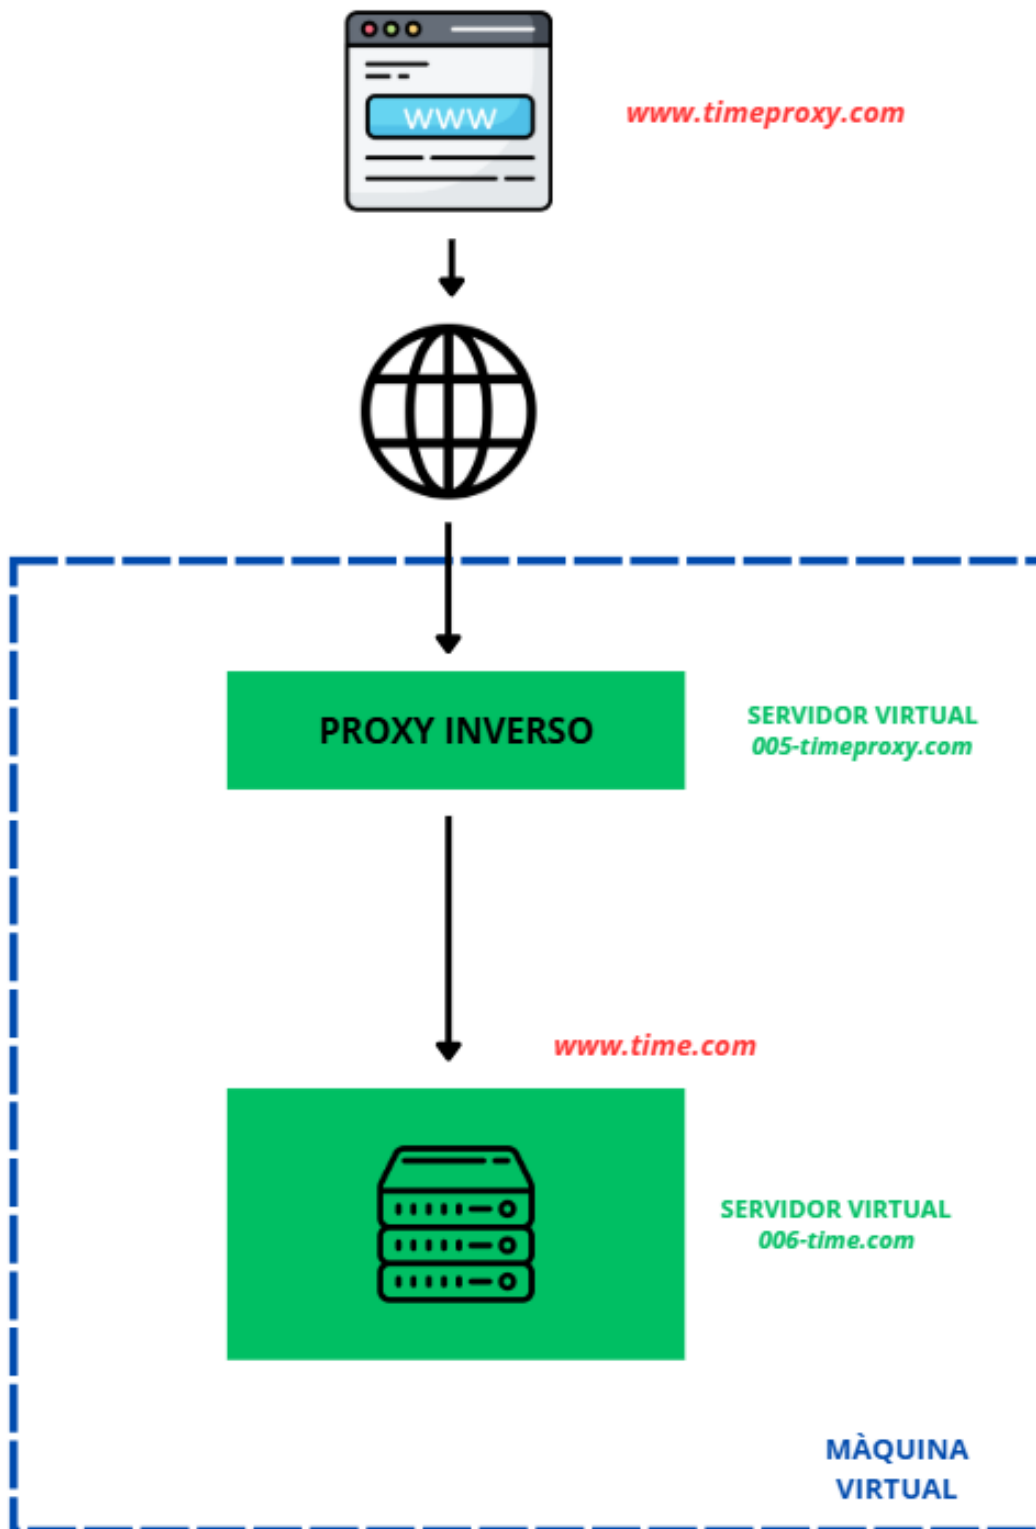 www
www.timeproxy.com
PROXY INVERSO
SERVIDOR VIRTUAL
005-timeproxy.com
www.time.com
SERVIDOR VIRTUAL
006-time.com
MÀQUINA
VIRTUAL